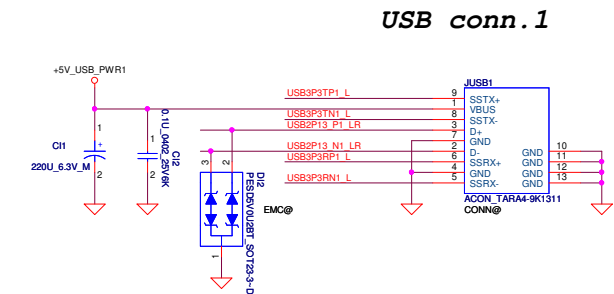 USB conn.1
+5V_USB_PWR1
JUSB1
USB3P3TP1_L 9 SSTX+
1 VBUS
USB3P3TN1_L 8 SSTX-
USB2P13_P1_LR 3 D+
7 GND
USB2P13_N1_LR 2 D- GND 10
USB3P3RP1_L 6 SSRX+ GND 11
4 GND GND 12
USB3P3RN1_L 5 SSRX- GND 13
ACON_TARA4-9K1311
CONN@
1
+
CI1
2
220U_6.3V_M
1
2
0.1U_0402_25V6K
CI2
3 2
1
DI2
PESD5V0U2BT_SOT23-3~D
EMC@